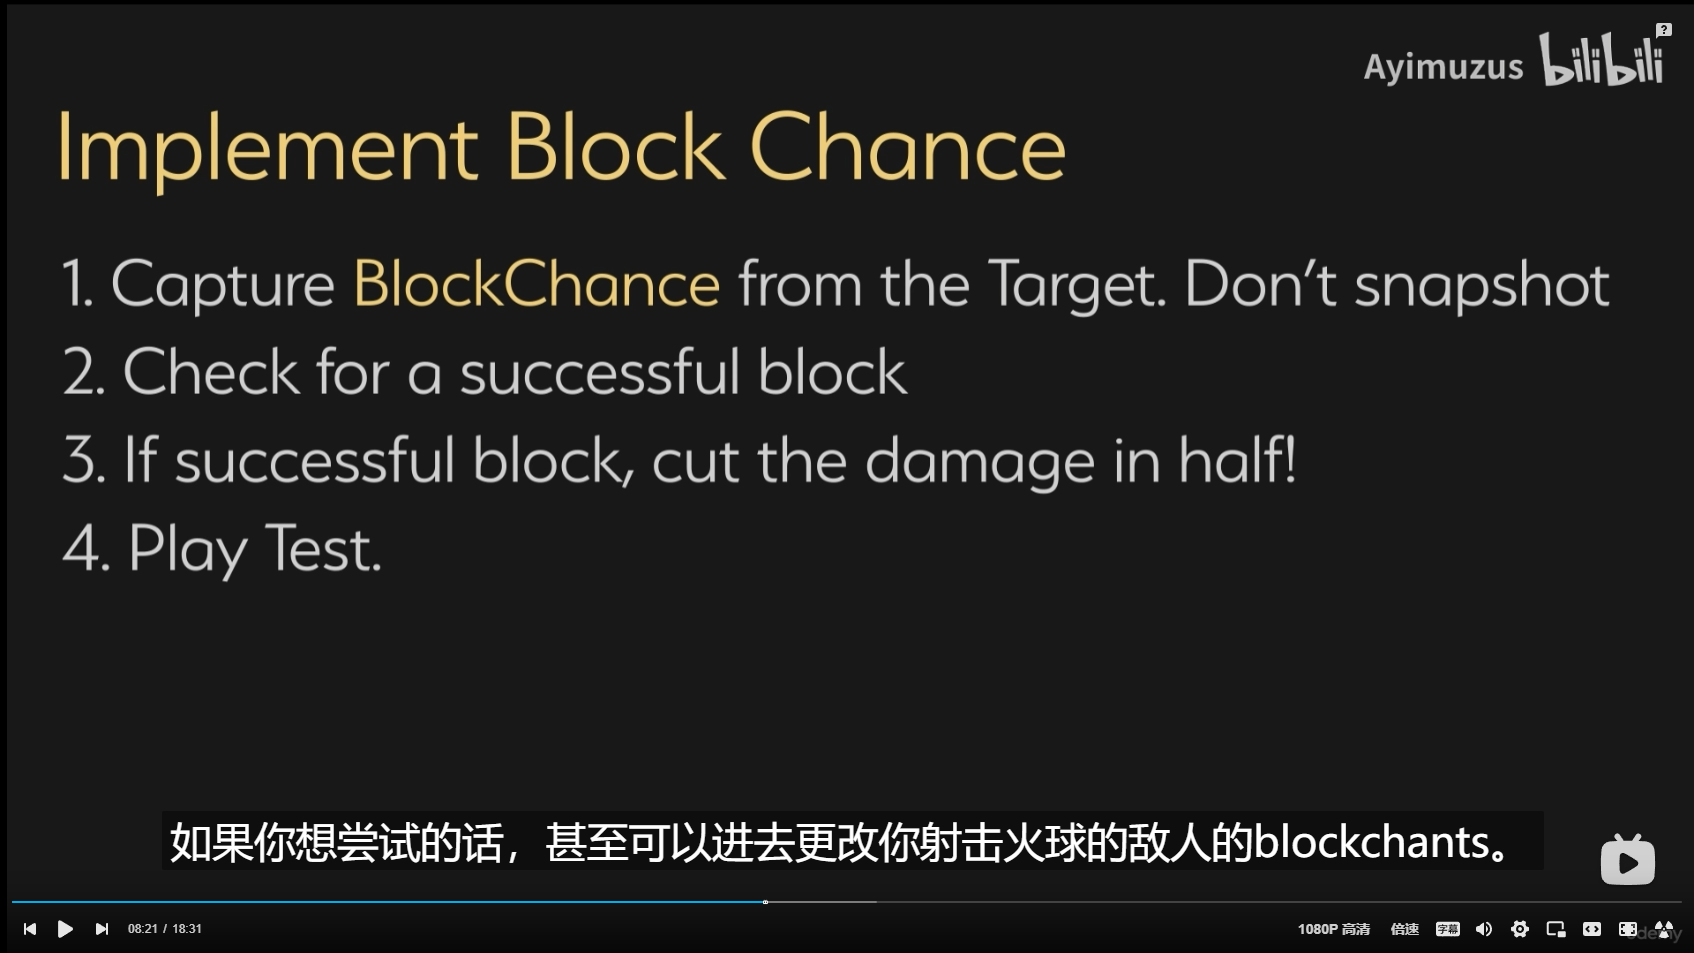 Ayimuzus bilibili
Implement Block Chance
1. Capture BlockChance from the Target. Don't snapshot
2. Check for a successful block
3. If successful block, cut the damage in half!
4. Play Test.
如果你想尝试的话，甚至可以进去更改你射击火球的敌人的blockchants。
08:21 / 18:31
1080P 高清 倍速 字幕
udemy